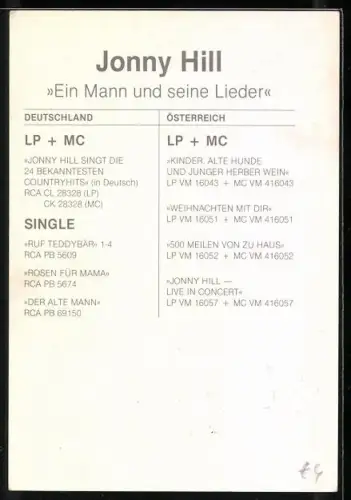 Jonny Hill
»Ein Mann und seine Lieder«
DEUTSCHLAND
LP + MC
»JONNY HILL SINGT DIE
24 BEKANNTESTEN
COUNTRYHITS« (in Deutsch)
RCA CL 28328 (LP)
CK 28328 (MC)
SINGLE
»RUF TEDDYBÄR« 1-4
RCA PB 5609
»ROSEN FÜR MAMA«
RCA PB 5674
»DER ALTE MANN«
RCA PB 69150
ÖSTERREICH
LP + MC
»KINDER, ALTE HUNDE
UND JUNGER HERBER WEIN«
LP VM 16043 + MC VM 416043
»WEIHNACHTEN MIT DIR«
LP VM 16051 + MC VM 416051
»500 MEILEN VON ZU HAUS«
LP VM 16052 + MC VM 416052
»JONNY HILL —
LIVE IN CONCERT«
LP VM 16057 + MC VM 416057